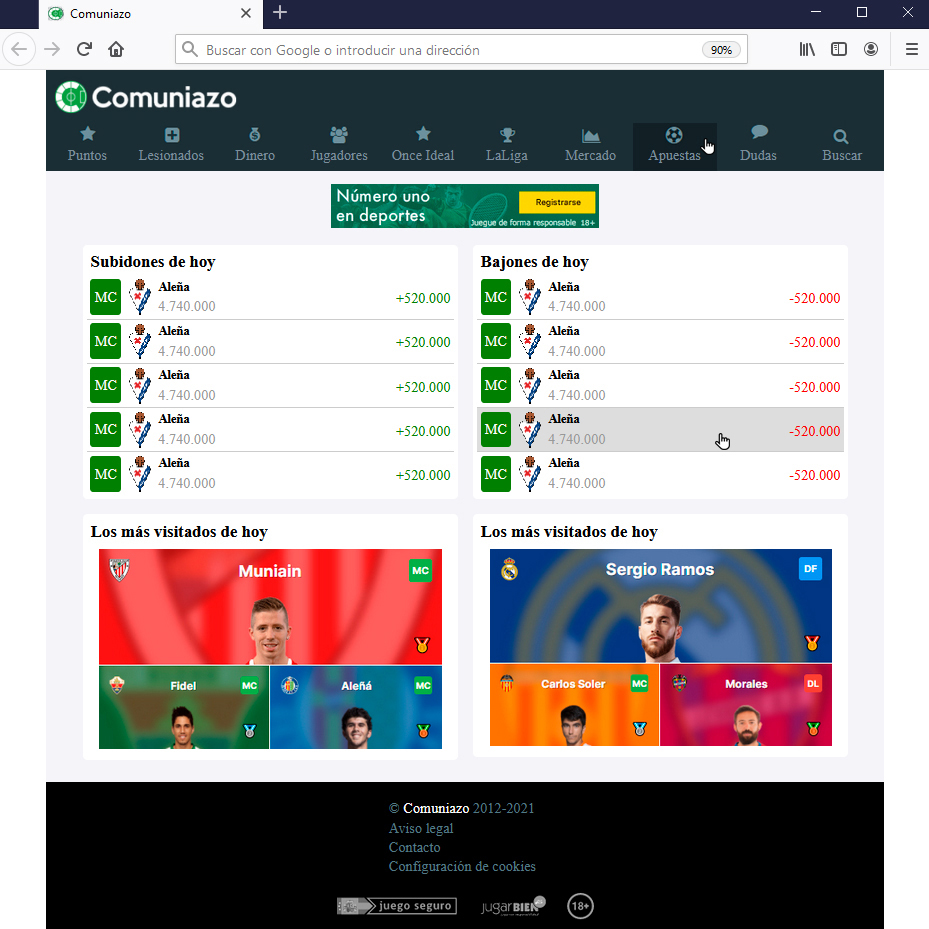 Comuniazo
Buscar con Google o introducir una dirección
90%
Comuniazo
Puntos
Lesionados
Dinero
Jugadores
Once Ideal
LaLiga
Mercado
Apuestas
Dudas
Buscar
Número uno
en deportes
Registrarse
Juegue de forma responsable 18+
Subidones de hoy
MC Aleña +520.000
4.740.000
MC Aleña +520.000
4.740.000
MC Aleña +520.000
4.740.000
MC Aleña +520.000
4.740.000
MC Aleña +520.000
4.740.000
Bajones de hoy
MC Aleña -520.000
4.740.000
MC Aleña -520.000
4.740.000
MC Aleña -520.000
4.740.000
MC Aleña -520.000
4.740.000
MC Aleña -520.000
4.740.000
Los más visitados de hoy
Muniain MC
Fidel MC
Aleñá MC
Los más visitados de hoy
Sergio Ramos DF
Carlos Soler MC
Morales DL
© Comuniazo 2012-2021
Aviso legal
Contacto
Configuración de cookies
juego seguro
jugarBIEN
18+